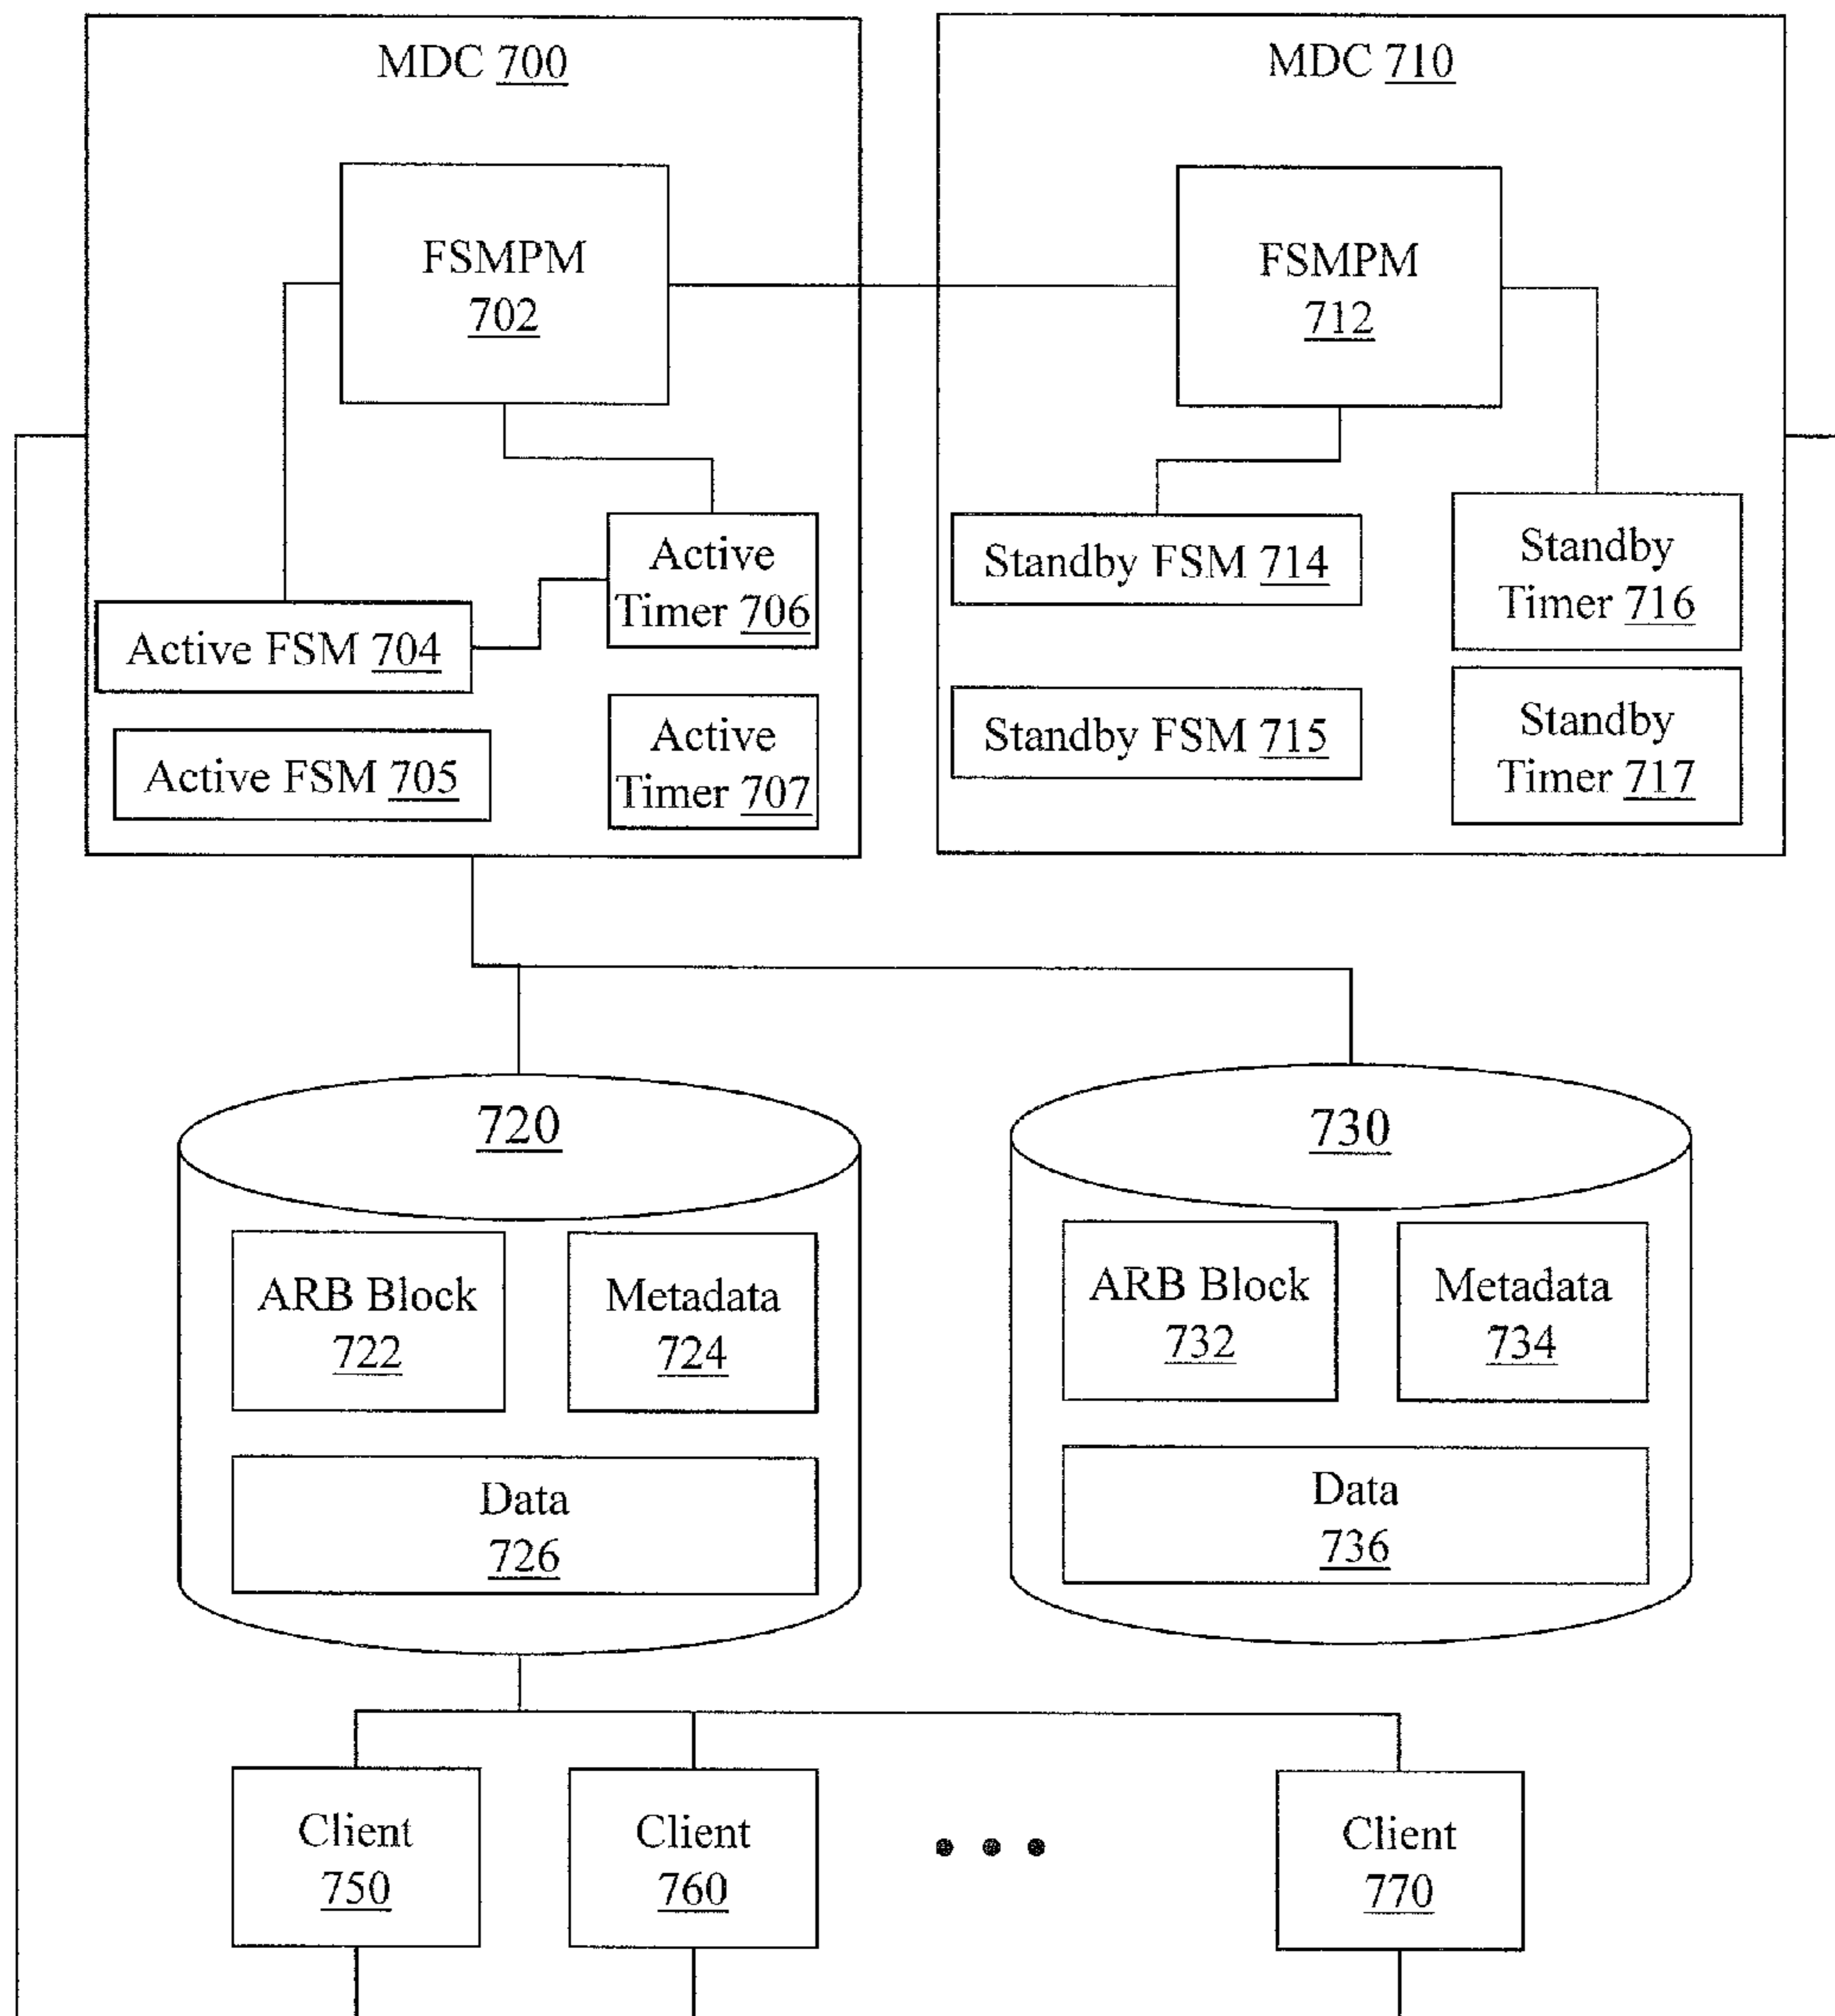 MDC 700
MDC 710
FSMPM
702
FSMPM
712
Active
Timer 706
Standby FSM 714
Standby
Timer 716
Active FSM 704
Active FSM 705
Active
Timer 707
Standby FSM 715
Standby
Timer 717
720
730
ARB Block
722
Metadata
724
ARB Block
732
Metadata
734
Data
726
Data
736
Client
750
Client
760
Client
770